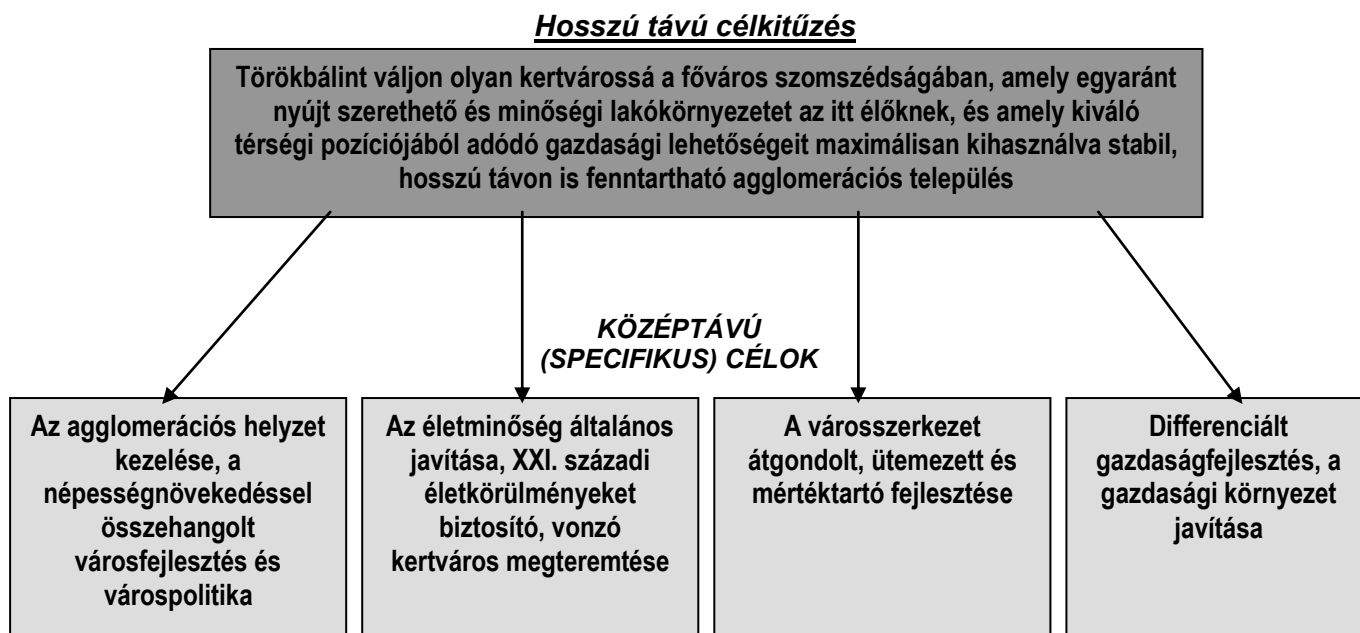 Hosszú távú célkitűzés
Törökbálint váljon olyan kertvárossá a főváros szomszédságában, amely egyaránt
nyújt szerethető és minőségi lakókörnyezetet az itt élőknek, és amely kiváló
térségi pozíciójából adódó gazdasági lehetőségeit maximálisan kihasználva stabil,
hosszú távon is fenntartható agglomerációs település
KÖZÉPTÁVÚ
(SPECIFIKUS) CÉLOK
Az agglomerációs helyzet
kezelése, a
népességnövekedéssel
összehangolt
városfejlesztés és
várospolitika
Az életminőség általános
javítása, XXI. századi
életkörülményeket
biztosító, vonzó
kertváros megteremtése
A városszerkezet
átgondolt, ütemezett és
mértéktartó fejlesztése
Differenciált
gazdaságfejlesztés, a
gazdasági környezet
javítása